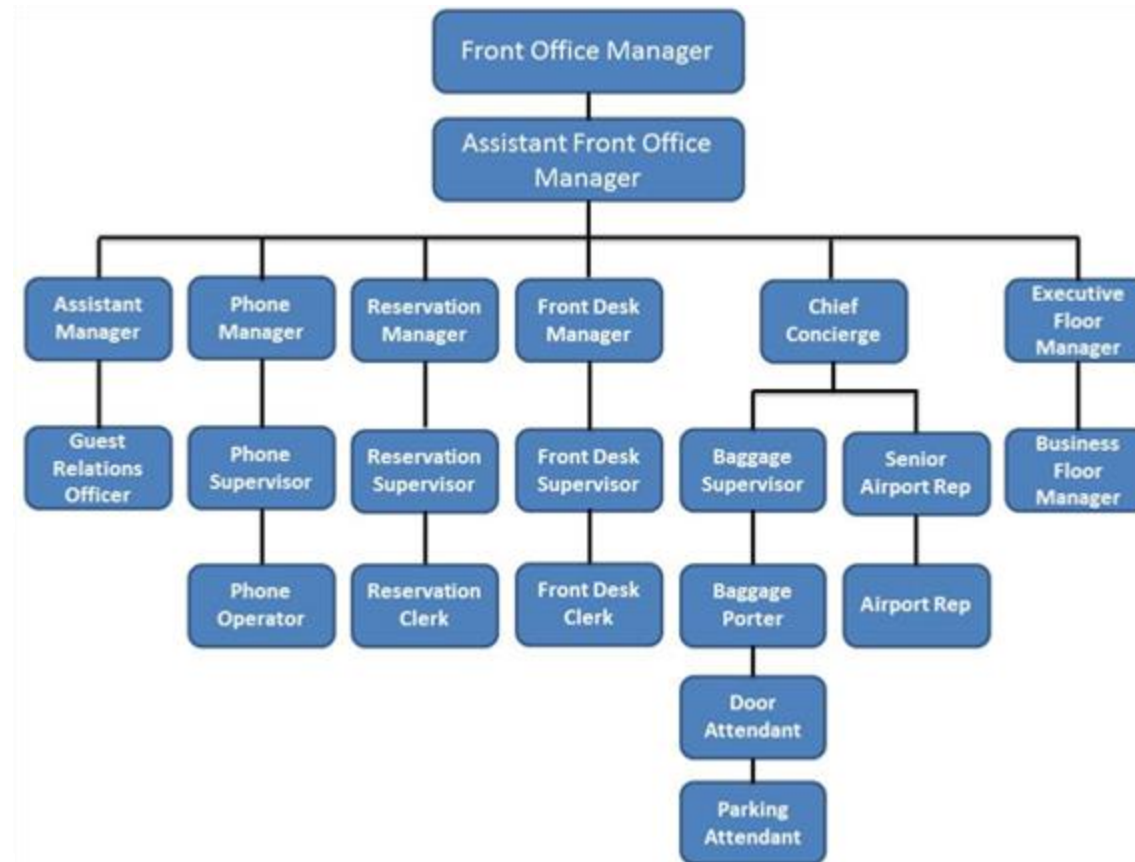 Front Office Manager
Assistant Front Office
Manager
Assistant
Manager
Phone
Manager
Reservation
Manager
Front Desk
Manager
Chief
Concierge
Executive
Floor
Manager
Guest
Relations
Officer
Phone
Supervisor
Reservation
Supervisor
Front Desk
Supervisor
Baggage
Supervisor
Senior
Airport Rep
Business
Floor
Manager
Phone
Operator
Reservation
Clerk
Front Desk
Clerk
Baggage
Porter
Airport Rep
Door
Attendant
Parking
Attendant